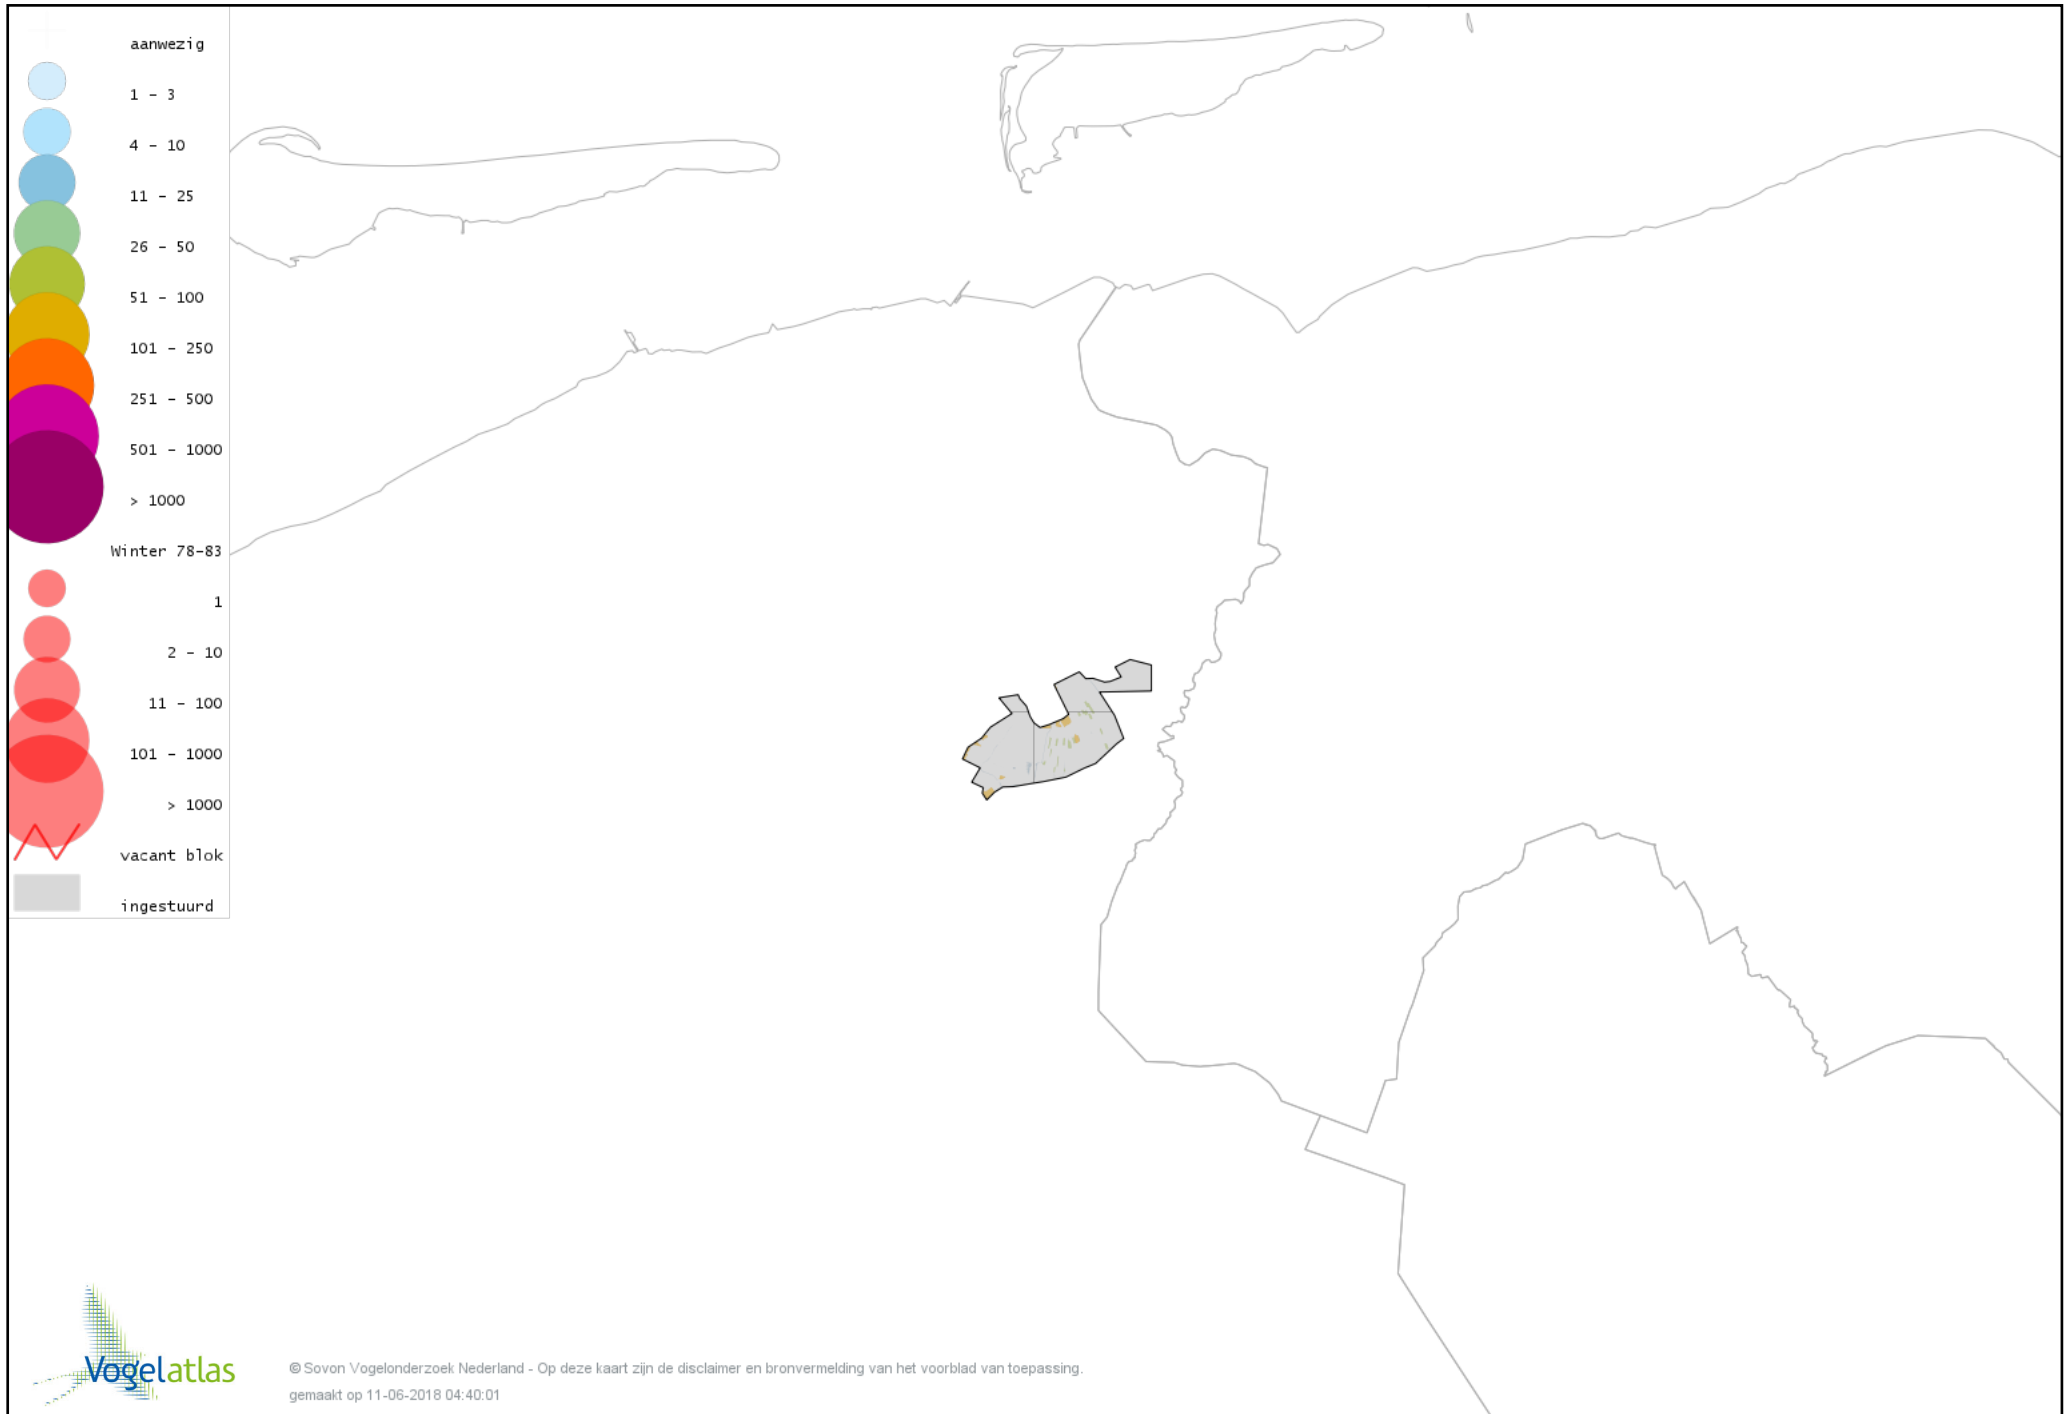 aanwezig
1 - 3
4 - 10
11 - 25
26 - 50
51 - 100
101 - 250
251 - 500
501 - 1000
> 1000
Winter 78-83
1
2 - 10
11 - 100
101 - 1000
> 1000
vacant blok
ingestuurd
Vogelatlas
© Sovon Vogelonderzoek Nederland - Op deze kaart zijn de disclaimer en bronvermelding van het voorblad van toepassing.
gemaakt op 11-06-2018 04:40:01